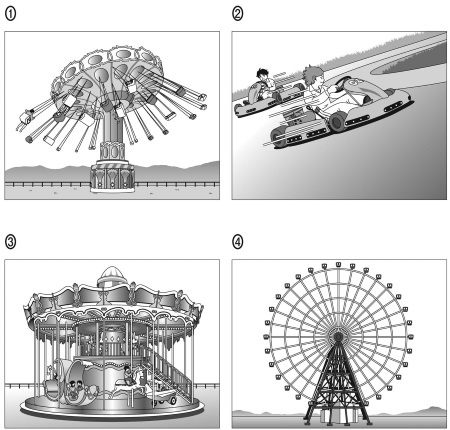 ①
②
③
④